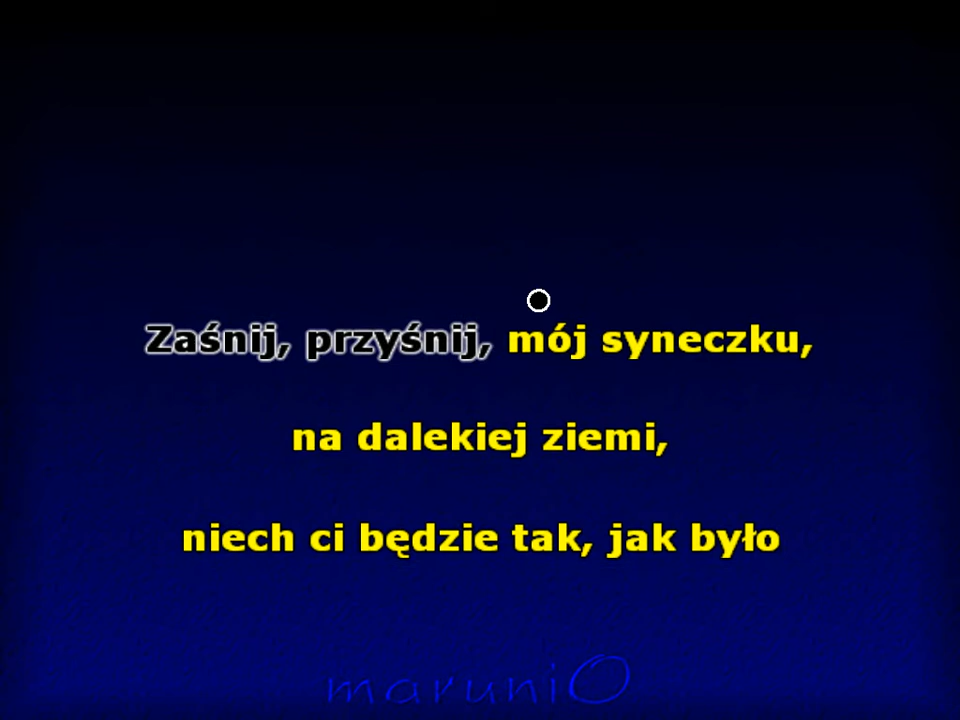 Zaśnij, przyśnij, mój syneczku,
na dalekiej ziemi,
niech ci będzie tak, jak było
maruniO